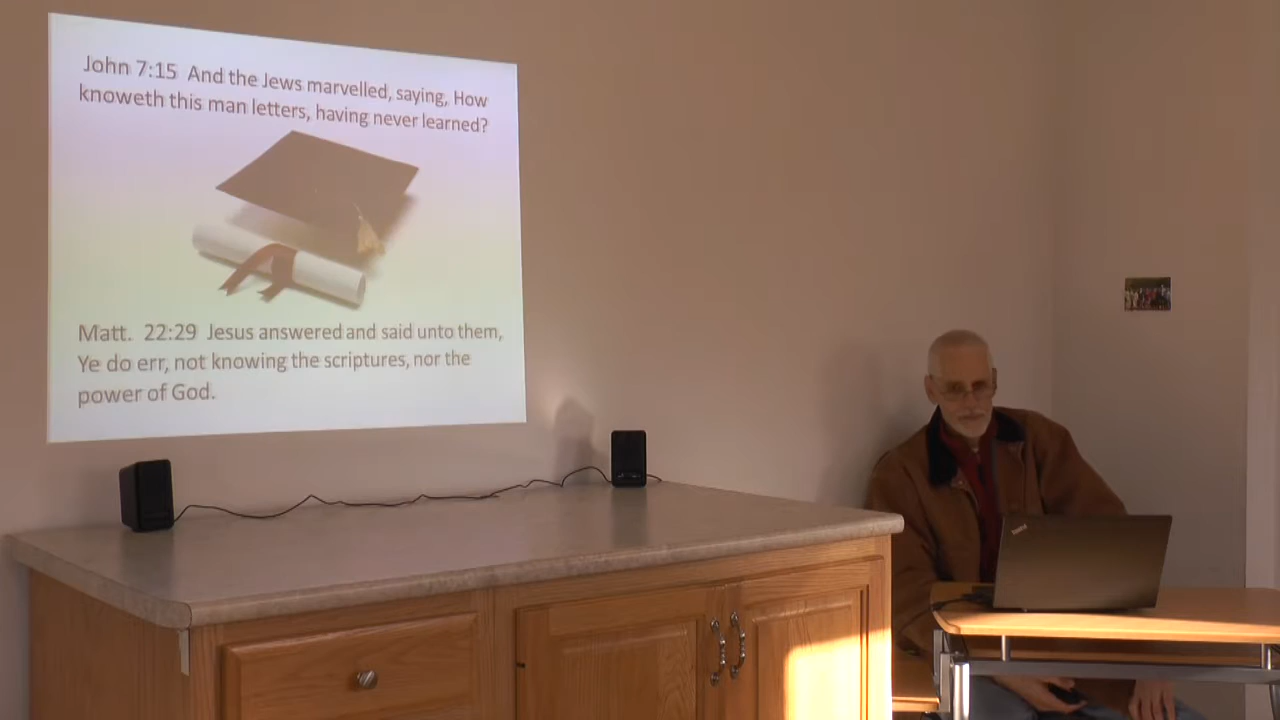 John 7:15 And the Jews marvelled, saying, How
knoweth this man letters, having never learned?
Matt. 22:29 Jesus answered and said unto them,
Ye do err, not knowing the scriptures, nor the
power of God.